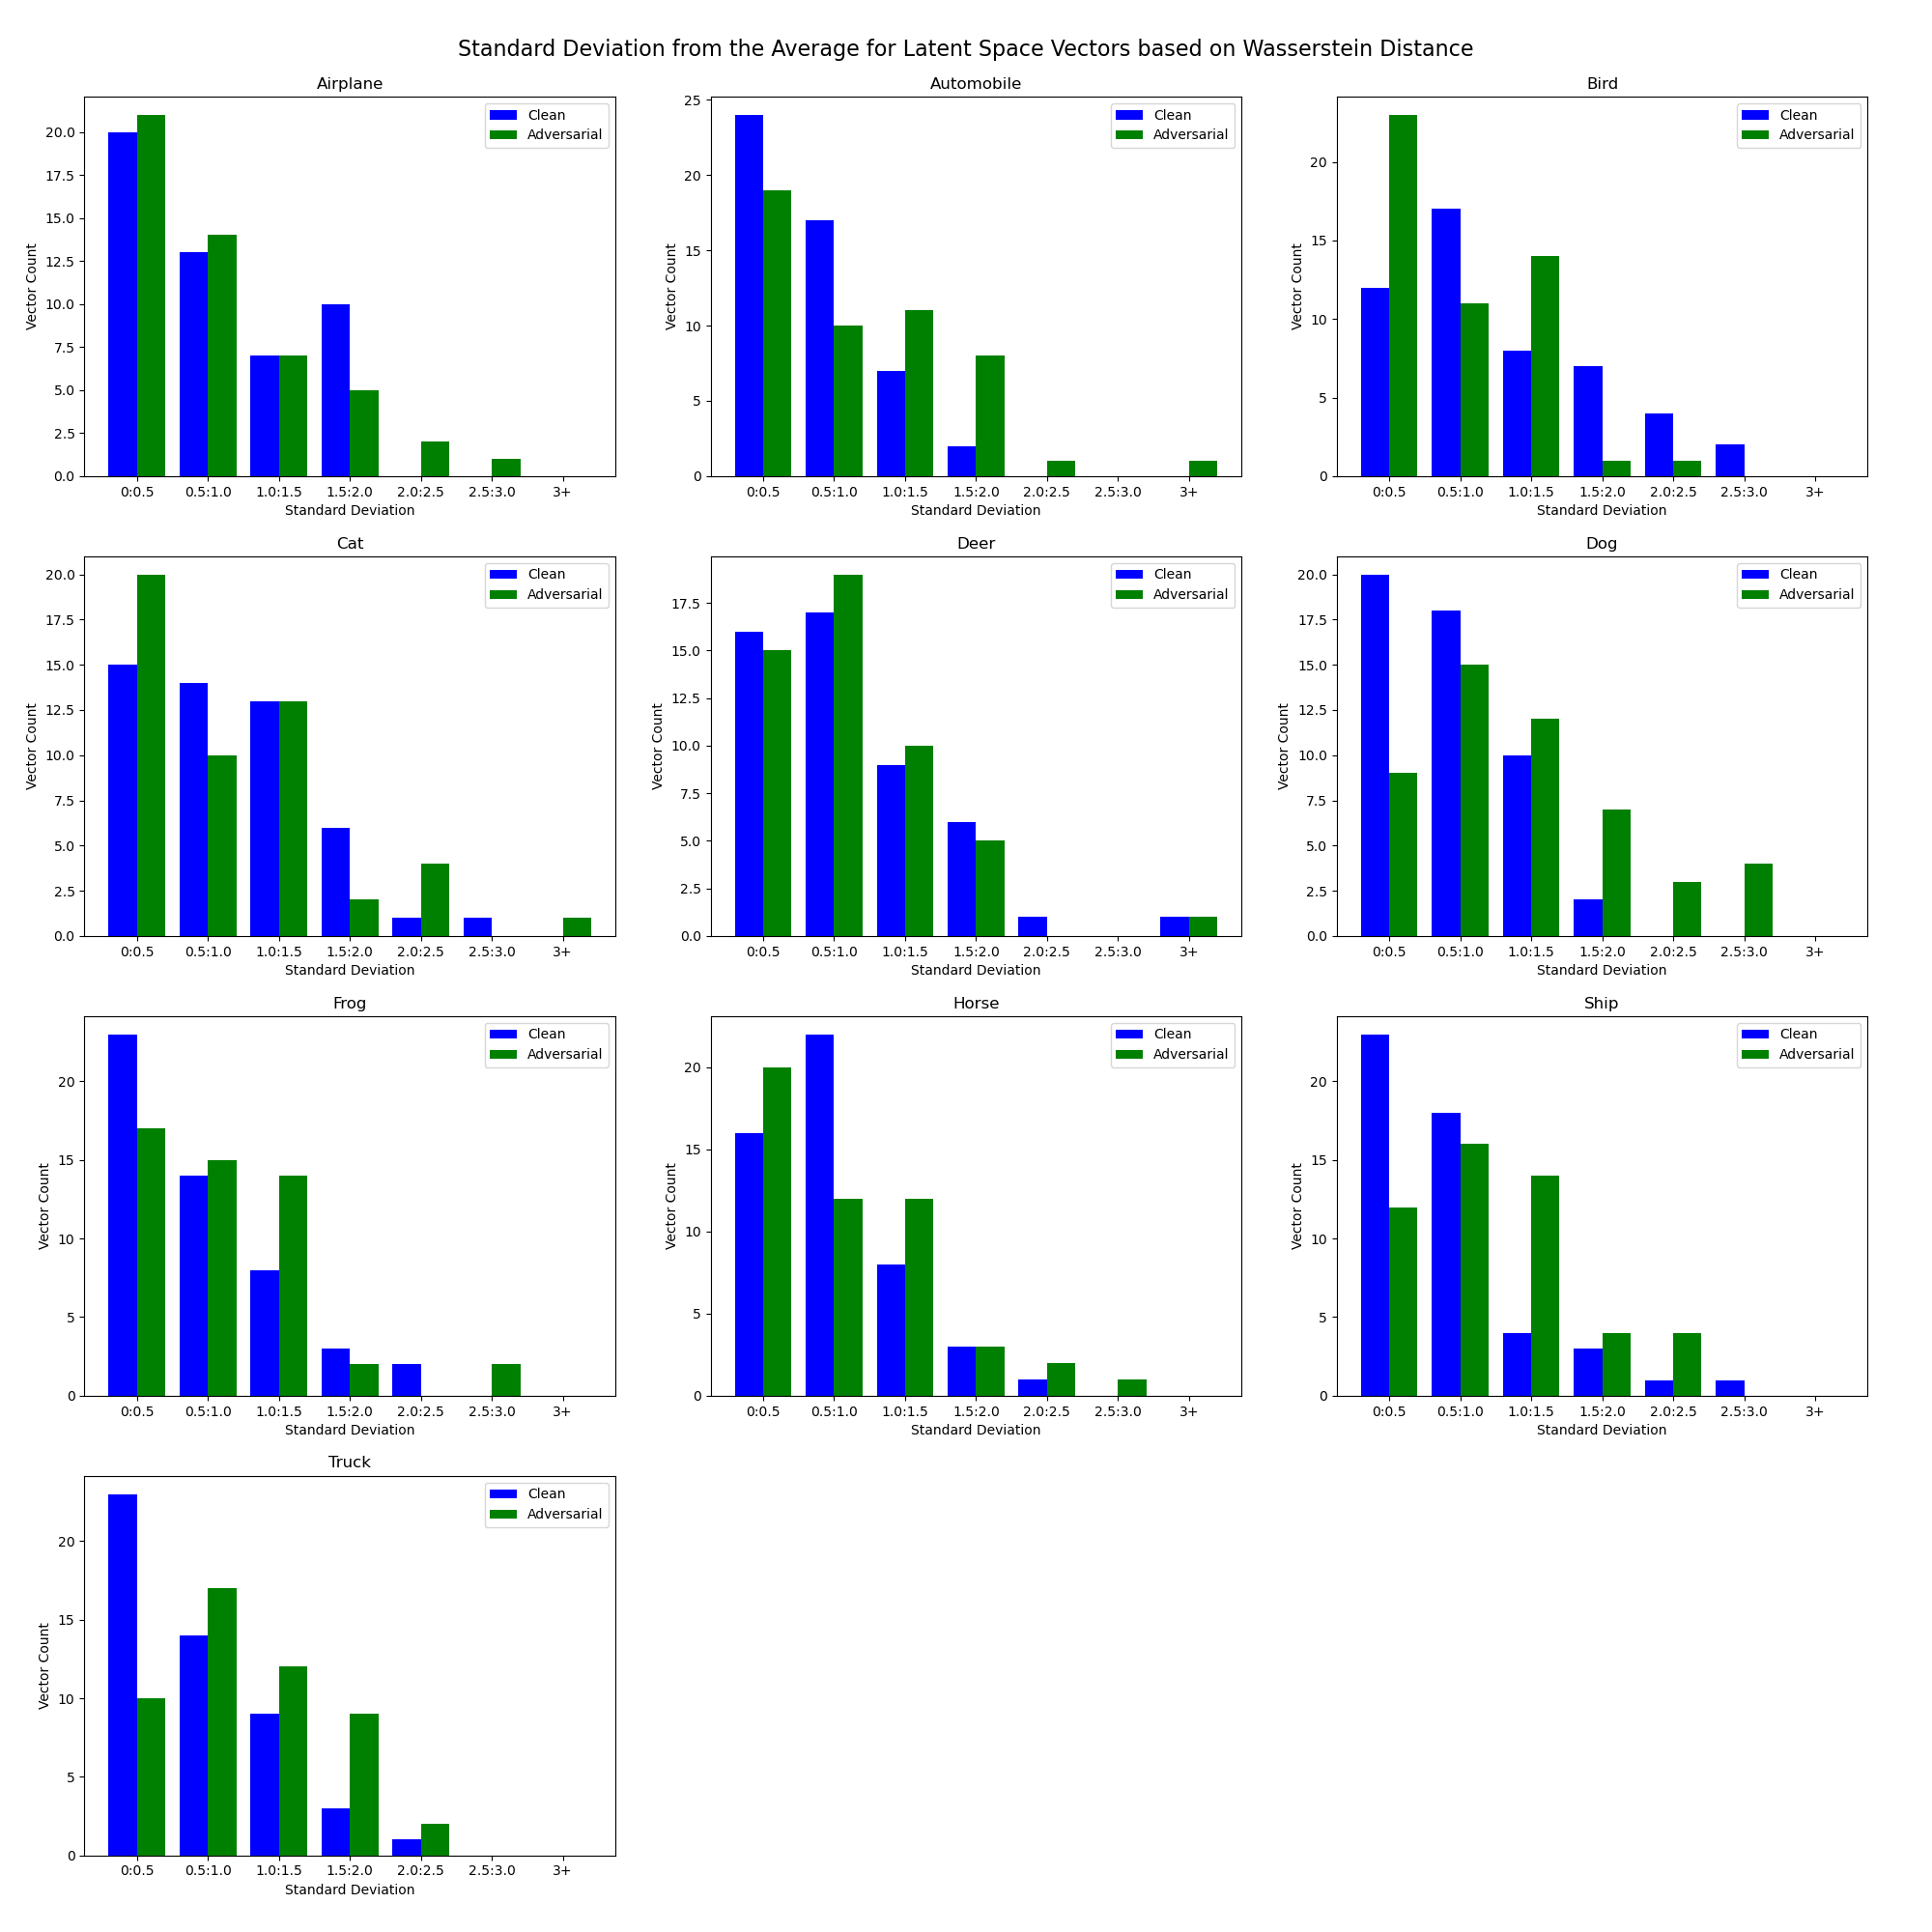 Standard Deviation from the Average for Latent Space Vectors based on Wasserstein Distance
Airplane
Clean
Adversarial
20.0
17.5
15.0
12.5
10.0
7.5
5.0
2.5
0.0
Vector Count
0:0.5 0.5:1.0 1.0:1.5 1.5:2.0 2.0:2.5 2.5:3.0 3+
Standard Deviation
Automobile
Clean
Adversarial
25
20
15
10
5
0
Vector Count
0:0.5 0.5:1.0 1.0:1.5 1.5:2.0 2.0:2.5 2.5:3.0 3+
Standard Deviation
Bird
Clean
Adversarial
20
15
10
5
0
Vector Count
0:0.5 0.5:1.0 1.0:1.5 1.5:2.0 2.0:2.5 2.5:3.0 3+
Standard Deviation
Cat
Clean
Adversarial
20.0
17.5
15.0
12.5
10.0
7.5
5.0
2.5
0.0
Vector Count
0:0.5 0.5:1.0 1.0:1.5 1.5:2.0 2.0:2.5 2.5:3.0 3+
Standard Deviation
Deer
Clean
Adversarial
17.5
15.0
12.5
10.0
7.5
5.0
2.5
0.0
Vector Count
0:0.5 0.5:1.0 1.0:1.5 1.5:2.0 2.0:2.5 2.5:3.0 3+
Standard Deviation
Dog
Clean
Adversarial
20.0
17.5
15.0
12.5
10.0
7.5
5.0
2.5
0.0
Vector Count
0:0.5 0.5:1.0 1.0:1.5 1.5:2.0 2.0:2.5 2.5:3.0 3+
Standard Deviation
Frog
Clean
Adversarial
20
15
10
5
0
Vector Count
0:0.5 0.5:1.0 1.0:1.5 1.5:2.0 2.0:2.5 2.5:3.0 3+
Standard Deviation
Horse
Clean
Adversarial
20
15
10
5
0
Vector Count
0:0.5 0.5:1.0 1.0:1.5 1.5:2.0 2.0:2.5 2.5:3.0 3+
Standard Deviation
Ship
Clean
Adversarial
20
15
10
5
0
Vector Count
0:0.5 0.5:1.0 1.0:1.5 1.5:2.0 2.0:2.5 2.5:3.0 3+
Standard Deviation
Truck
Clean
Adversarial
20
15
10
5
0
Vector Count
0:0.5 0.5:1.0 1.0:1.5 1.5:2.0 2.0:2.5 2.5:3.0 3+
Standard Deviation